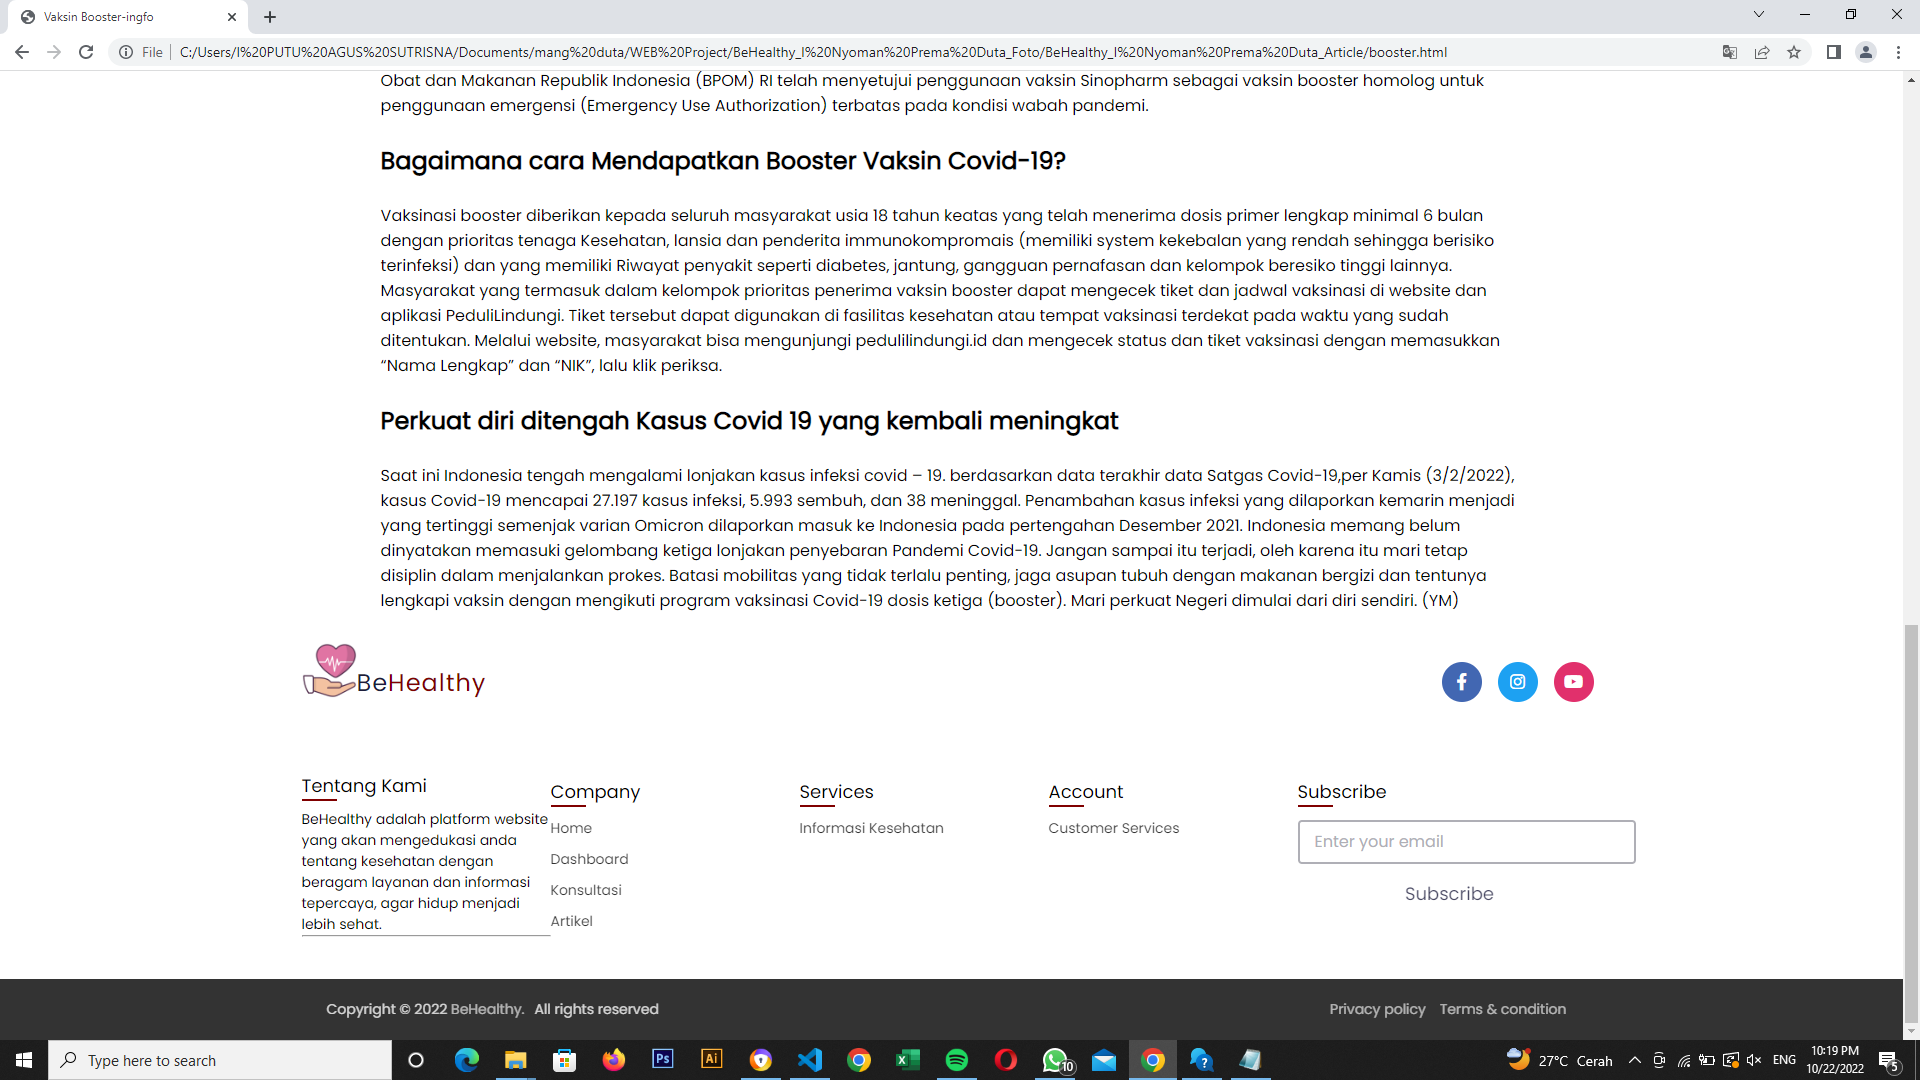 Vaksin Booster-ingfo
File
C:/Users/I%20PUTU%20AGUS%20SUTRISNA/Documents/mang%20duta/WEB%20Project/BeHealthy_I%20Nyoman%20Prema%20Duta_Foto/BeHealthy_I%20Nyoman%20Prema%20Duta_Article/booster.html
Obat dan Makanan Republik Indonesia (BPOM) RI telah menyetujui penggunaan vaksin Sinopharm sebagai vaksin booster homolog untuk
penggunaan emergensi (Emergency Use Authorization) terbatas pada kondisi wabah pandemi.
Bagaimana cara Mendapatkan Booster Vaksin Covid-19?
Vaksinasi booster diberikan kepada seluruh masyarakat usia 18 tahun keatas yang telah menerima dosis primer lengkap minimal 6 bulan
dengan prioritas tenaga Kesehatan, lansia dan penderita immunokompromais (memiliki system kekebalan yang rendah sehingga berisiko
terinfeksi) dan yang memiliki Riwayat penyakit seperti diabetes, jantung, gangguan pernafasan dan kelompok beresiko tinggi lainnya.
Masyarakat yang termasuk dalam kelompok prioritas penerima vaksin booster dapat mengecek tiket dan jadwal vaksinasi di website dan
aplikasi PeduliLindungi. Tiket tersebut dapat digunakan di fasilitas kesehatan atau tempat vaksinasi terdekat pada waktu yang sudah
ditentukan. Melalui website, masyarakat bisa mengunjungi pedulilindungi.id dan mengecek status dan tiket vaksinasi dengan memasukkan
“Nama Lengkap” dan “NIK”, lalu klik periksa.
Perkuat diri ditengah Kasus Covid 19 yang kembali meningkat
Saat ini Indonesia tengah mengalami lonjakan kasus infeksi covid – 19. berdasarkan data terakhir data Satgas Covid-19,per Kamis (3/2/2022),
kasus Covid-19 mencapai 27.197 kasus infeksi, 5.993 sembuh, dan 38 meninggal. Penambahan kasus infeksi yang dilaporkan kemarin menjadi
yang tertinggi semenjak varian Omicron dilaporkan masuk ke Indonesia pada pertengahan Desember 2021. Indonesia memang belum
dinyatakan memasuki gelombang ketiga lonjakan penyebaran Pandemi Covid-19. Jangan sampai itu terjadi, oleh karena itu mari tetap
disiplin dalam menjalankan prokes. Batasi mobilitas yang tidak terlalu penting, jaga asupan tubuh dengan makanan bergizi dan tentunya
lengkapi vaksin dengan mengikuti program vaksinasi Covid-19 dosis ketiga (booster). Mari perkuat Negeri dimulai dari diri sendiri. (YM)
BeHealthy
Tentang Kami
BeHealthy adalah platform website
yang akan mengedukasi anda
tentang kesehatan dengan
beragam layanan dan informasi
tepercaya, agar hidup menjadi
lebih sehat.
Company
Home
Dashboard
Konsultasi
Artikel
Services
Informasi Kesehatan
Account
Customer Services
Subscribe
Enter your email
Subscribe
Copyright © 2022 BeHealthy. All rights reserved
Privacy policy Terms & condition
Type here to search
Ps
Ai
10
27°C Cerah
ENG
10:19 PM
10/22/2022
5